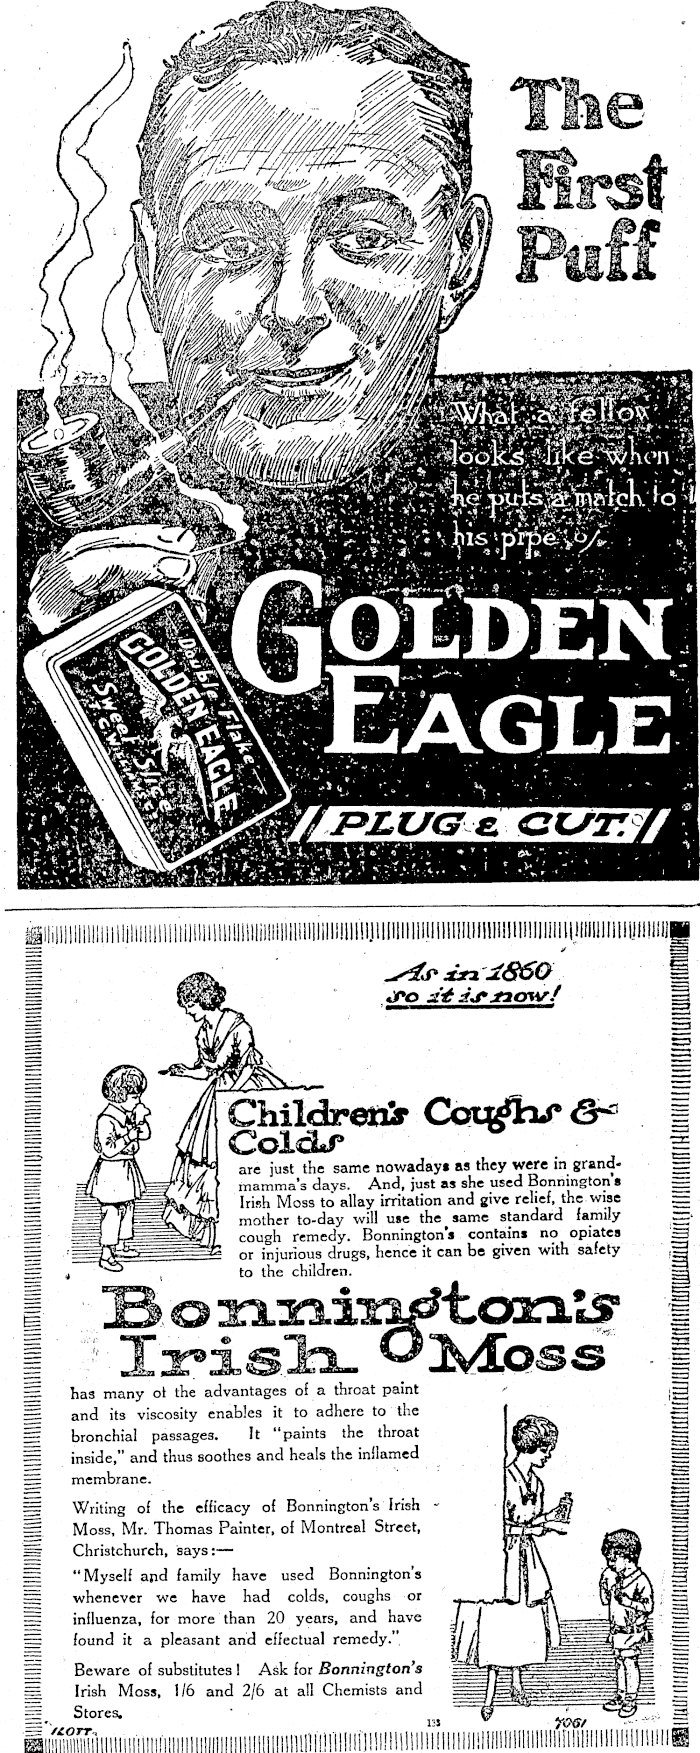 The
First
Puff
What a fellow
looks like when
he puts a match to
his pipe of
GOLDEN
EAGLE
Double Flake
GOLDEN EAGLE
Sweet Slice
PLUG & CUT.
As in 1860
so it is now!
Children's Coughs &
Colds
are just the same nowadays as they were in grand-
mamma's days. And, just as she used Bonnington's
Irish Moss to allay irritation and give relief, the wise
mother to-day will use the same standard family
cough remedy. Bonnington's contains no opiates
or injurious drugs, hence it can be given with safety
to the children.
Bonnington's
Irish Moss
has many of the advantages of a throat paint
and its viscosity enables it to adhere to the
bronchial passages. It "paints the throat
inside," and thus soothes and heals the inflamed
membrane.
Writing of the efficacy of Bonnington's Irish
Moss, Mr. Thomas Painter, of Montreal Street,
Christchurch, says:—
"Myself and family have used Bonnington's
whenever we have had colds, coughs or
influenza, for more than 20 years, and have
found it a pleasant and effectual remedy."
Beware of substitutes! Ask for Bonnington's
Irish Moss, 1/6 and 2/6 at all Chemists and
Stores.
ILOTT